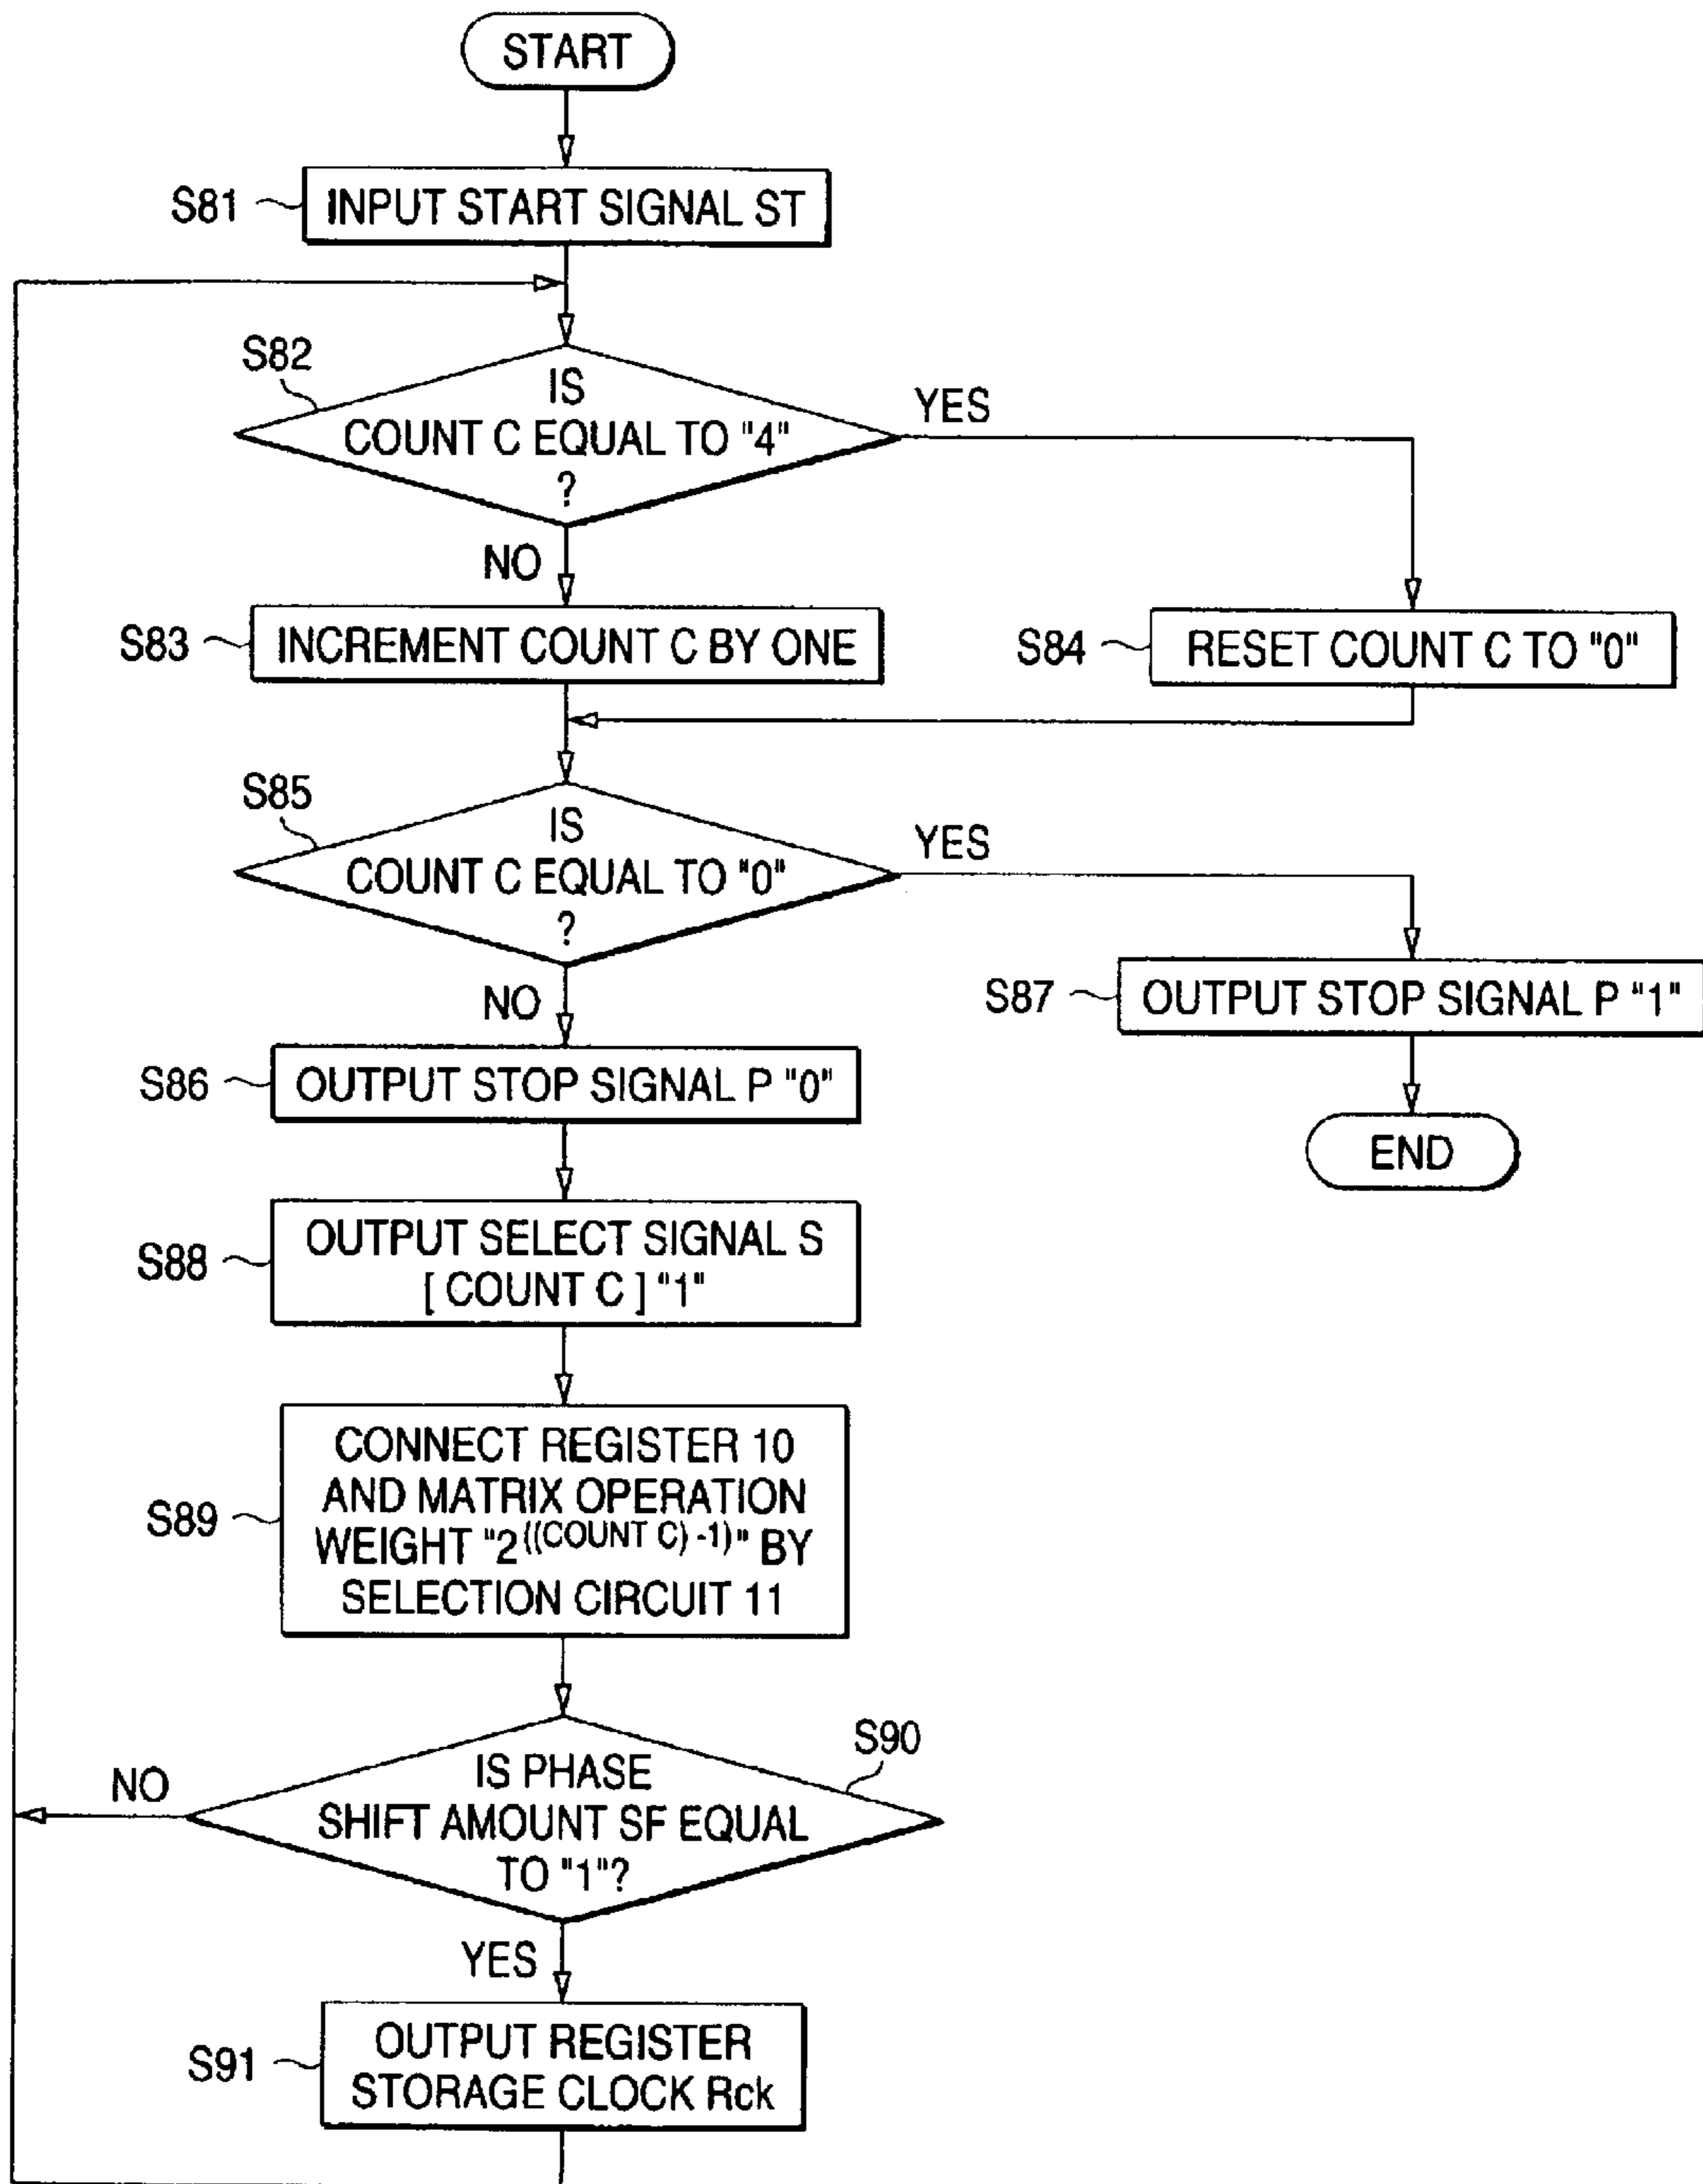 START
S81
INPUT START SIGNAL ST
S82
IS
COUNT C EQUAL TO "4"
?
YES
NO
S83
INCREMENT COUNT C BY ONE
S84
RESET COUNT C TO "0"
S85
IS
COUNT C EQUAL TO "0"
?
YES
NO
S87
OUTPUT STOP SIGNAL P "1"
S86
OUTPUT STOP SIGNAL P "0"
END
S88
OUTPUT SELECT SIGNAL S
[ COUNT C ] "1"
S89
CONNECT REGISTER 10
AND MATRIX OPERATION
WEIGHT "2^((COUNT C) -1)" BY
SELECTION CIRCUIT 11
S90
IS PHASE
SHIFT AMOUNT SF EQUAL
TO "1"?
NO
YES
S91
OUTPUT REGISTER
STORAGE CLOCK Rck